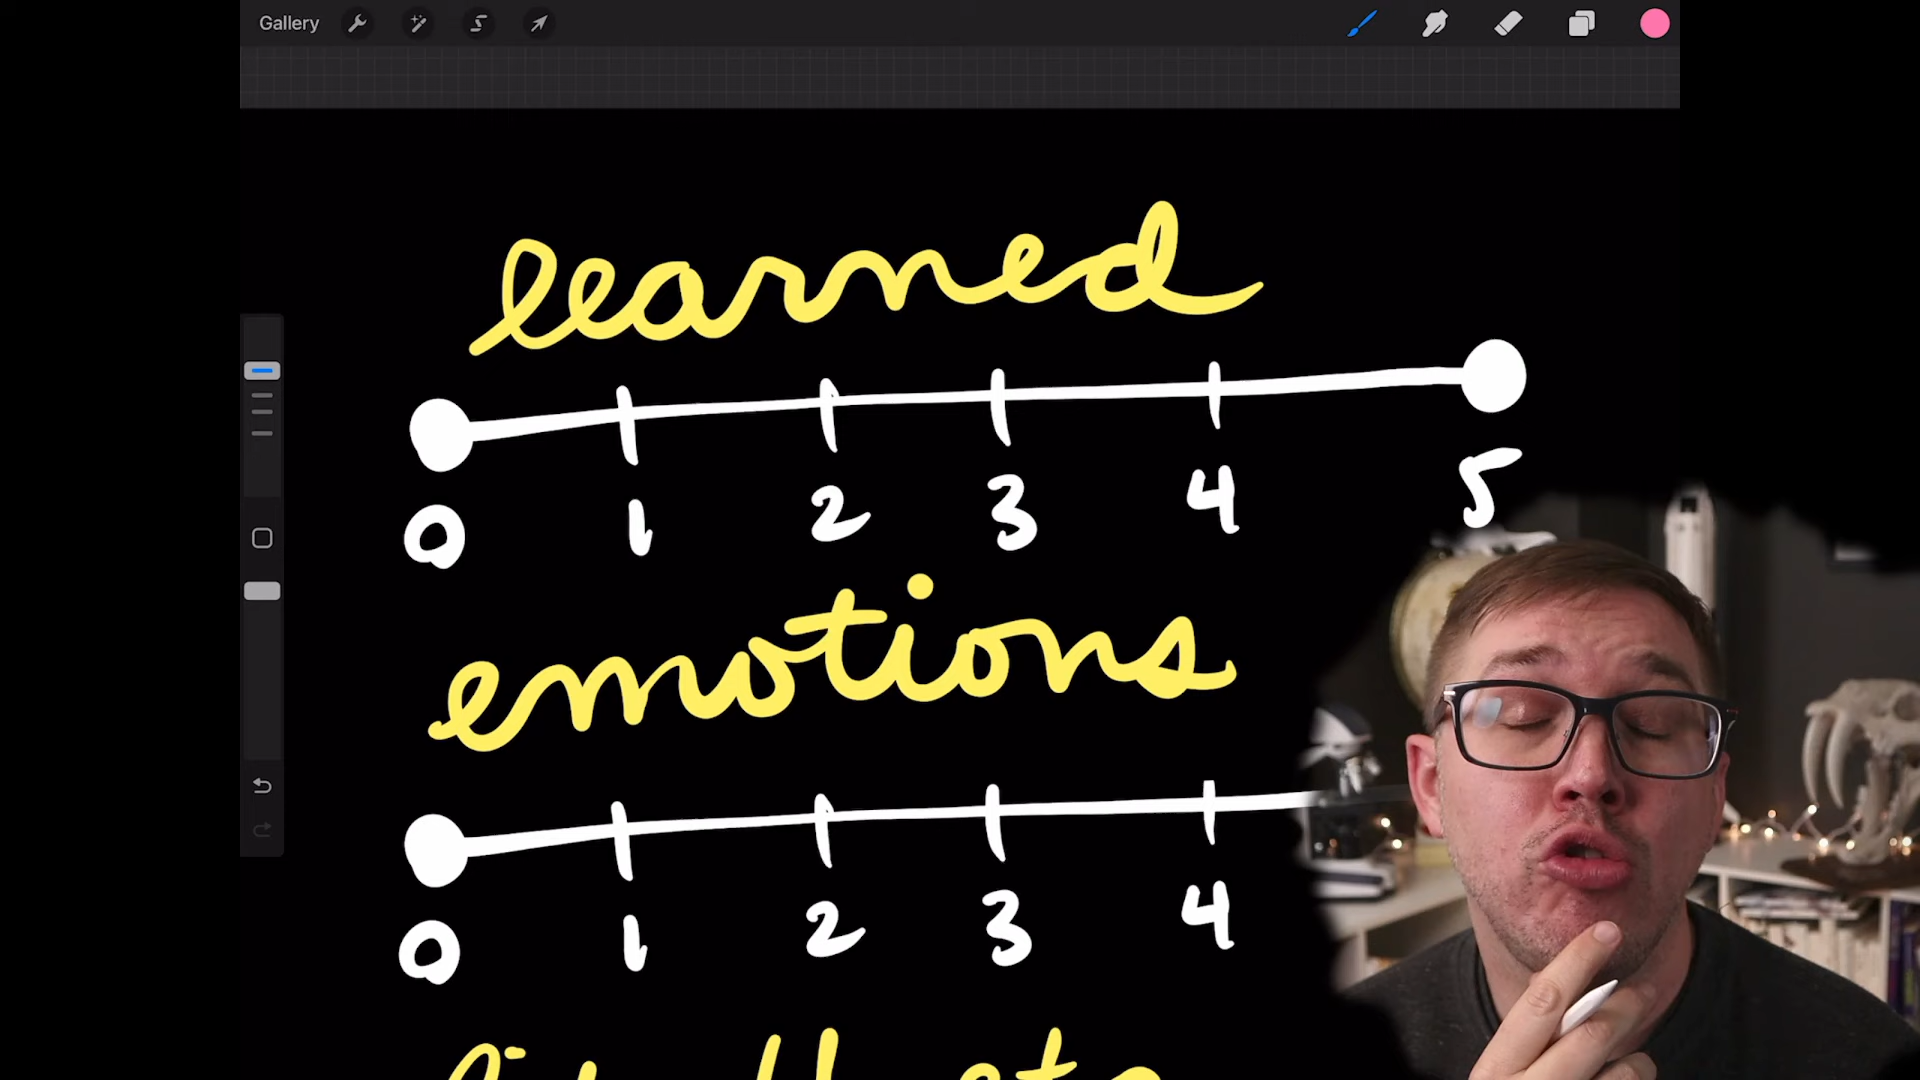 Gallery
learned
0 1 2 3 4 5
emotions
0 1 2 3 4